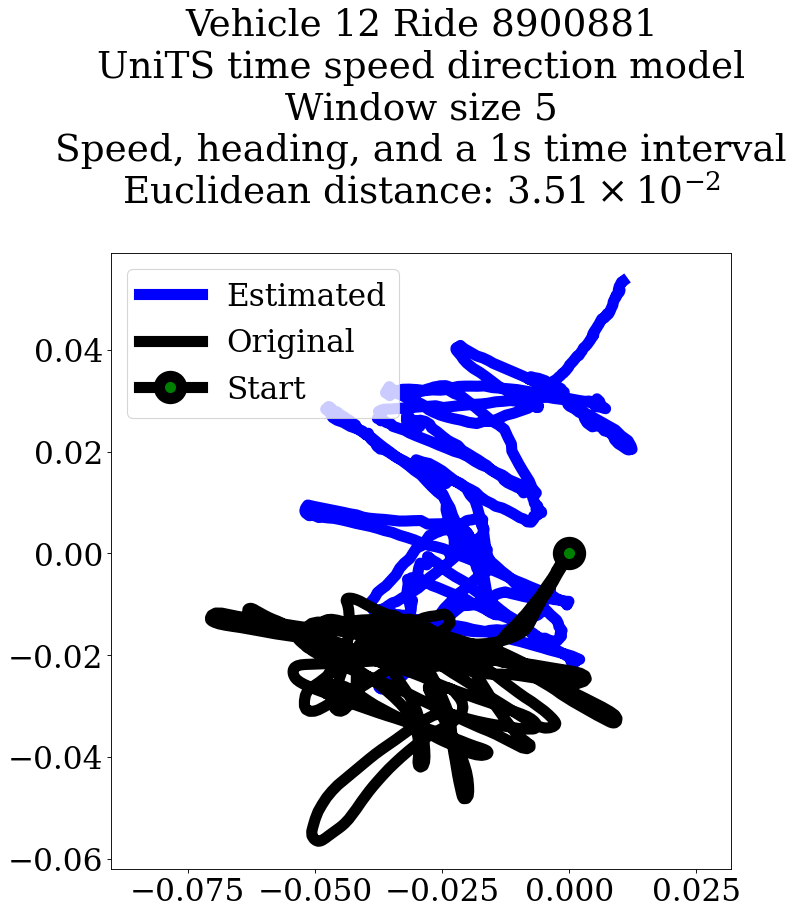 Vehicle 12 Ride 8900881
UniTS time speed direction model
Window size 5
Speed, heading, and a 1s time interval
Euclidean distance: 3.51 × 10⁻²
Estimated
Original
Start
0.04
0.02
0.00
−0.02
−0.04
−0.06
−0.075 −0.050 −0.025 0.000 0.025